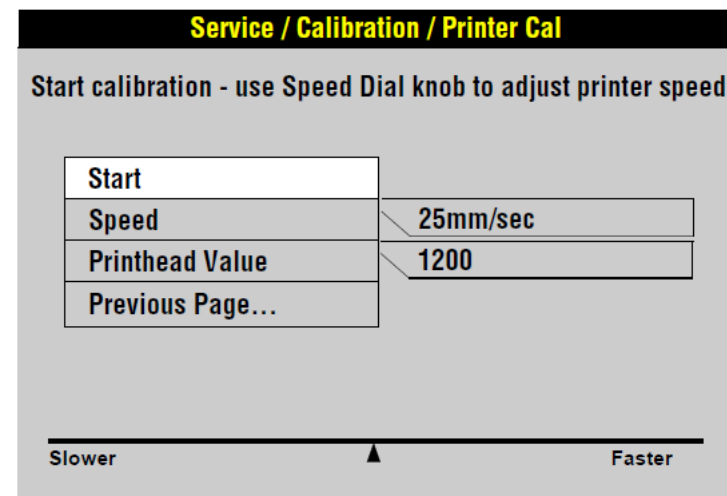 Service / Calibration / Printer Cal
Start calibration - use Speed Dial knob to adjust printer speed
Start
Speed 25mm/sec
Printhead Value 1200
Previous Page...
Slower Faster